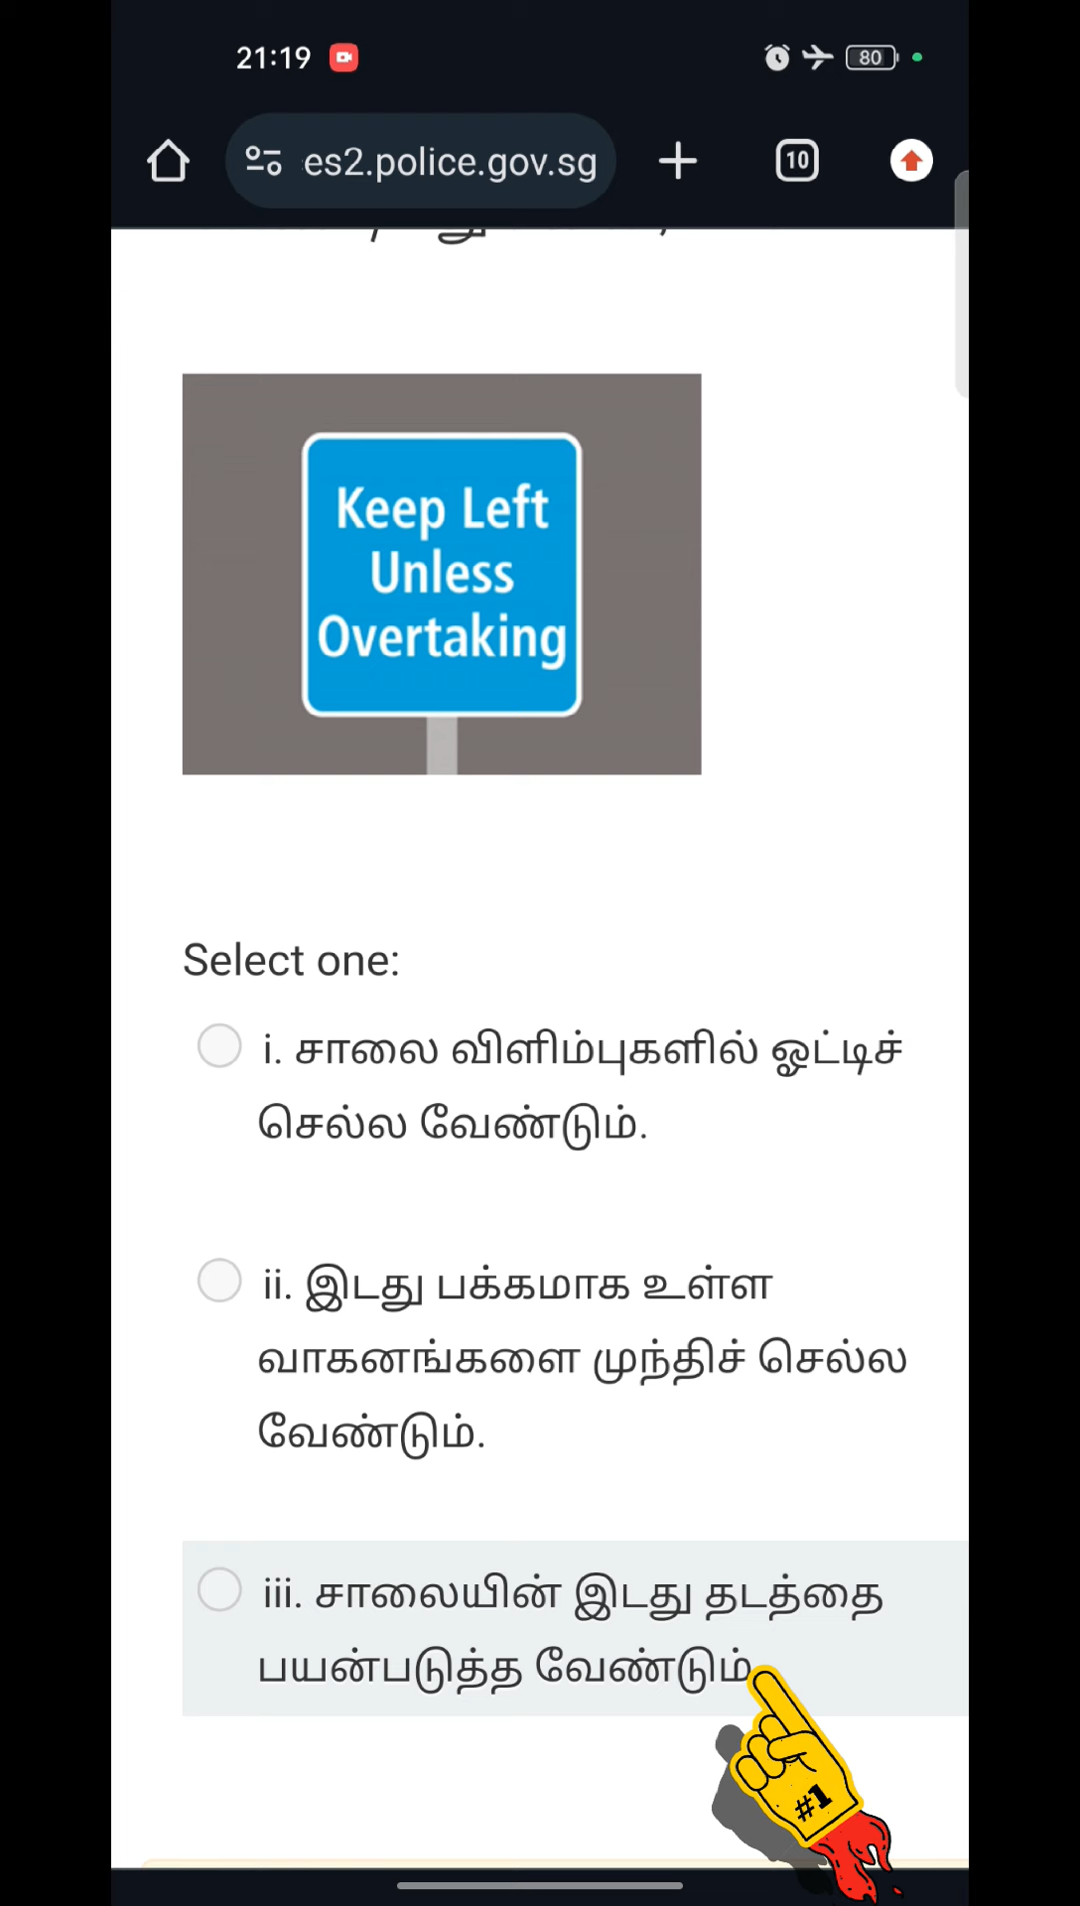 21:19
80
es2.police.gov.sg
10
Keep Left
Unless
Overtaking
Select one:
i. சாலை விளிம்புகளில் ஓட்டிச்
செல்ல வேண்டும்.
ii. இடது பக்கமாக உள்ள
வாகனங்களை முந்திச் செல்ல
வேண்டும்.
iii. சாலையின் இடது தடத்தை
பயன்படுத்த வேண்டும்
#1